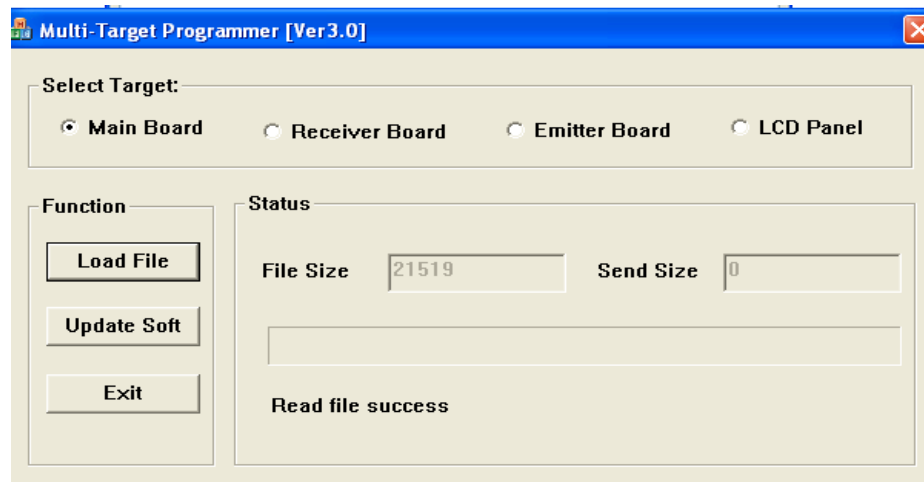 Multi-Target Programmer [Ver3.0]
Select Target:
Main Board
Receiver Board
Emitter Board
LCD Panel
Function
Load File
Update Soft
Exit
Status
File Size
21519
Send Size
0
Read file success